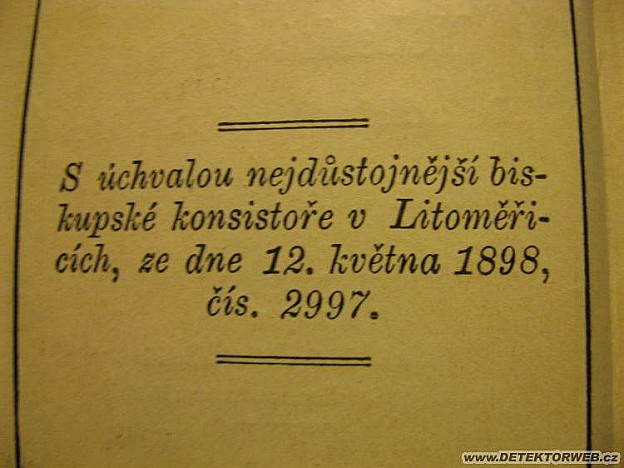 S úchvalou nejdůstojnější bis-
kupské konsistoře v Litoměři-
cích, ze dne 12. května 1898,
čís. 2997.
www.DETEKTORWEB.cz